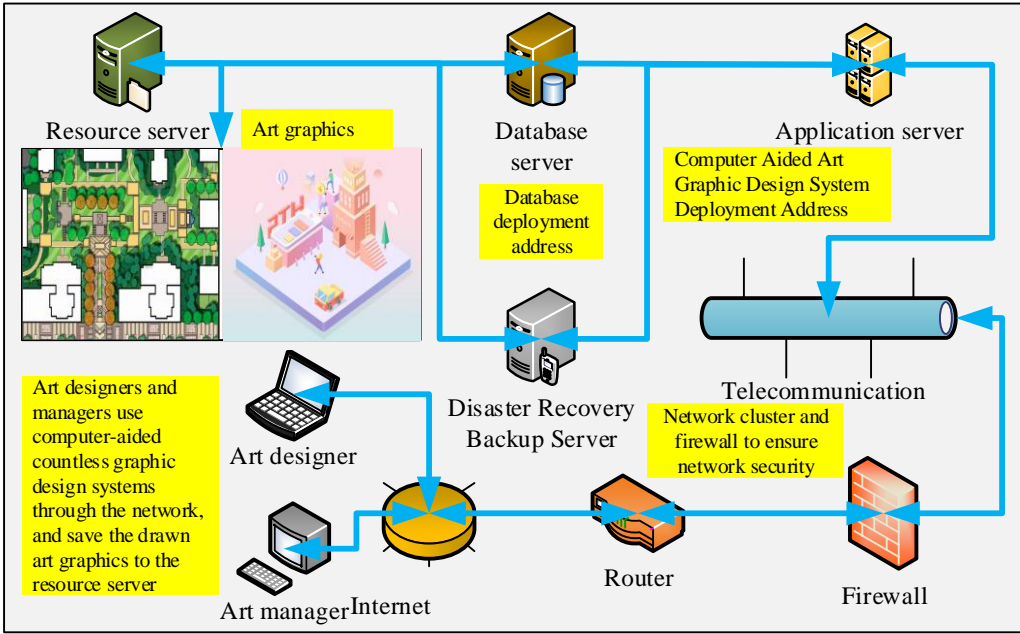 Resource server
Database
server
Application server
Art graphics
Computer Aided Art
Graphic Design System
Deployment Address
Database
deployment
address
Telecommunication
Disaster Recovery
Backup Server
Network cluster and
firewall to ensure
network security
Art designers and
managers use
computer-aided
countless graphic
design systems
through the network,
and save the drawn
art graphics to the
resource server
Art designer
Art manager
Internet
Router
Firewall